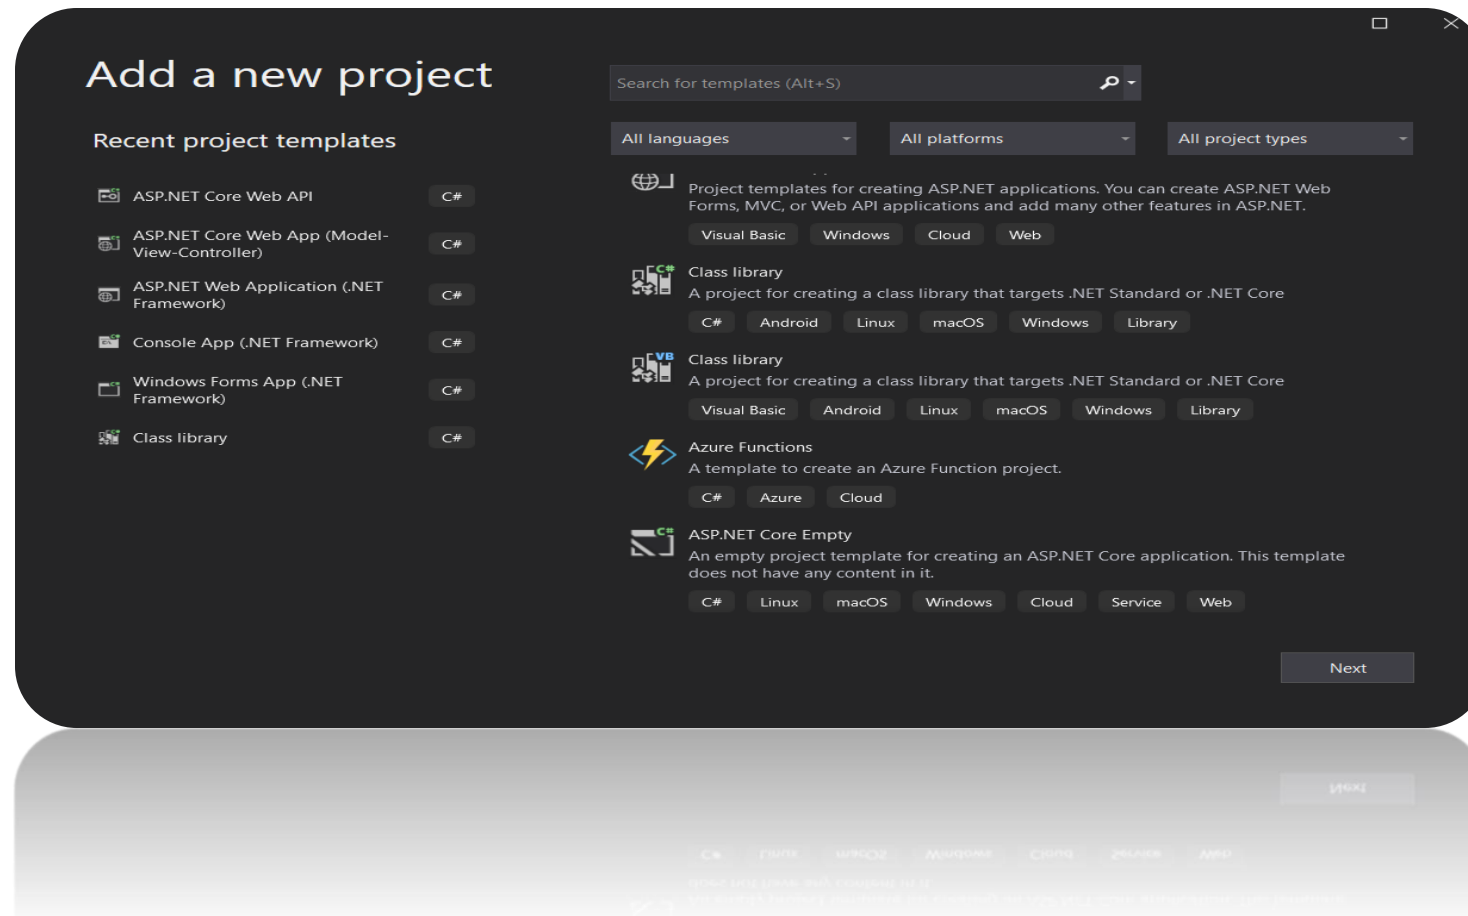 Add a new project
Search for templates (Alt+S)
Recent project templates
All languages
All platforms
All project types
ASP.NET Core Web API
C#
ASP.NET Core Web App (Model-
View-Controller)
C#
ASP.NET Web Application (.NET
Framework)
C#
Console App (.NET Framework)
C#
Windows Forms App (.NET
Framework)
C#
Class library
C#
Project templates for creating ASP.NET applications. You can create ASP.NET Web
Forms, MVC, or Web API applications and add many other features in ASP.NET.
Visual Basic Windows Cloud Web
C#
Class library
A project for creating a class library that targets .NET Standard or .NET Core
C# Android Linux macOS Windows Library
VB
Class library
A project for creating a class library that targets .NET Standard or .NET Core
Visual Basic Android Linux macOS Windows Library
Azure Functions
A template to create an Azure Function project.
C# Azure Cloud
C#
ASP.NET Core Empty
An empty project template for creating an ASP.NET Core application. This template
does not have any content in it.
C# Linux macOS Windows Cloud Service Web
Next